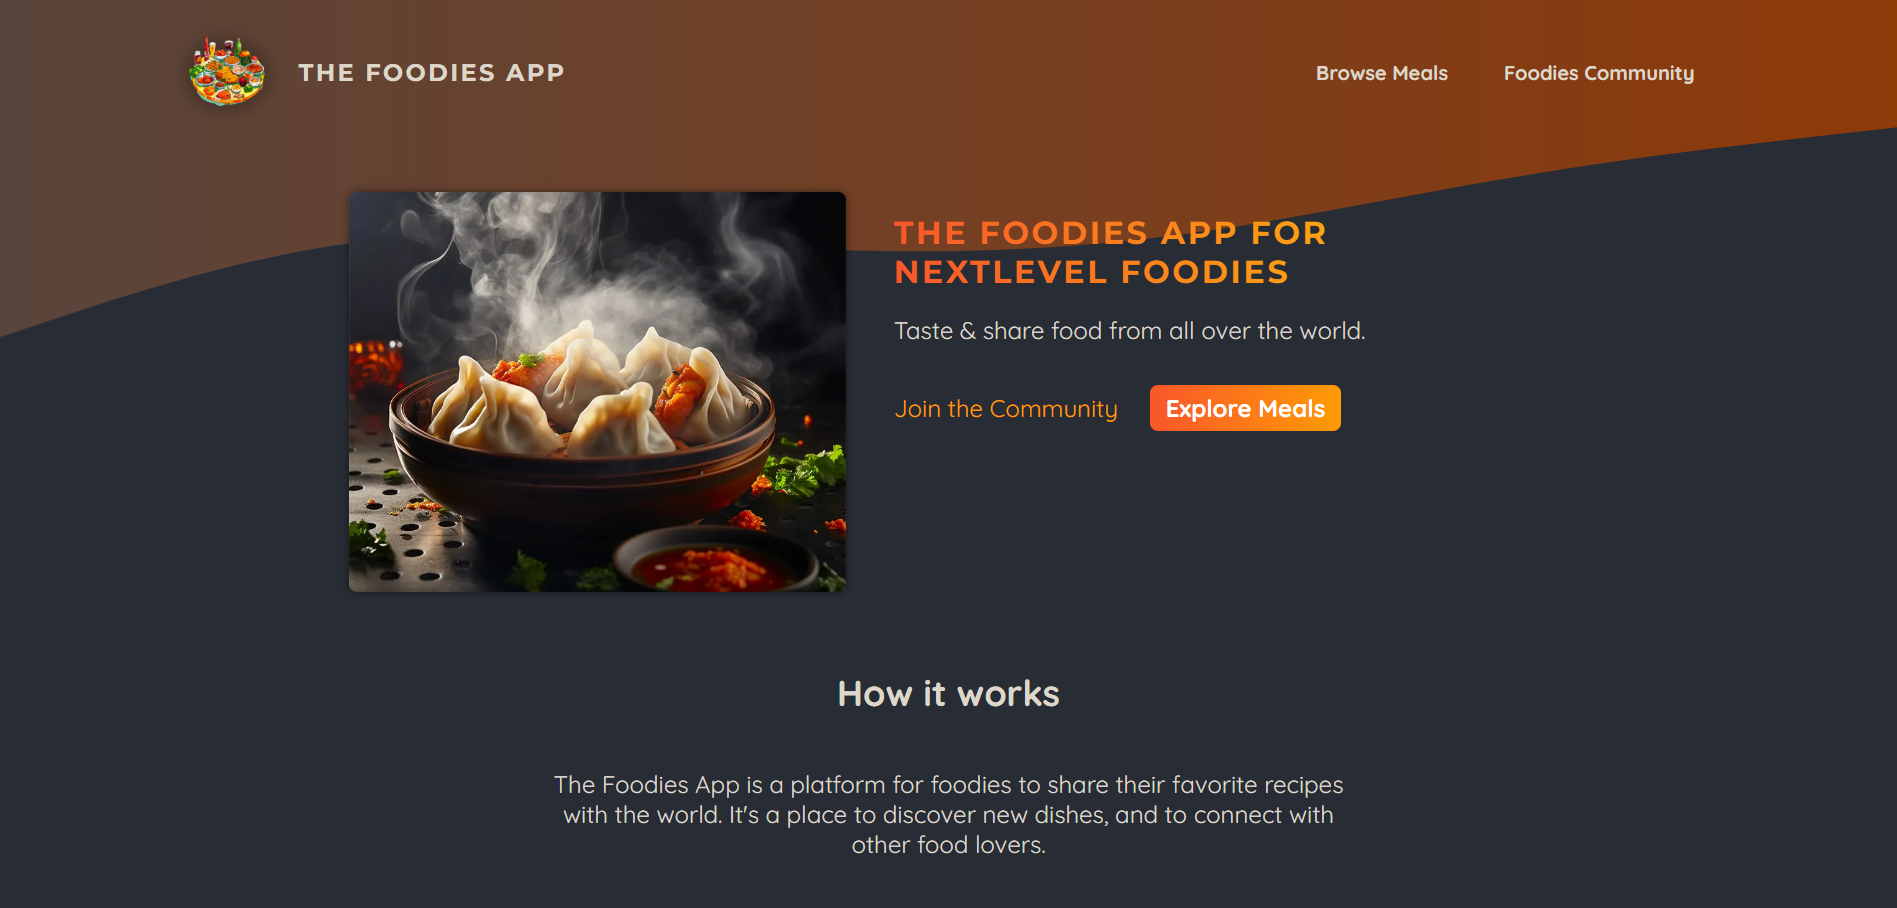 THE FOODIES APP
Browse Meals
Foodies Community
THE FOODIES APP FOR
NEXTLEVEL FOODIES
Taste & share food from all over the world.
Join the Community
Explore Meals
How it works
The Foodies App is a platform for foodies to share their favorite recipes
with the world. It's a place to discover new dishes, and to connect with
other food lovers.